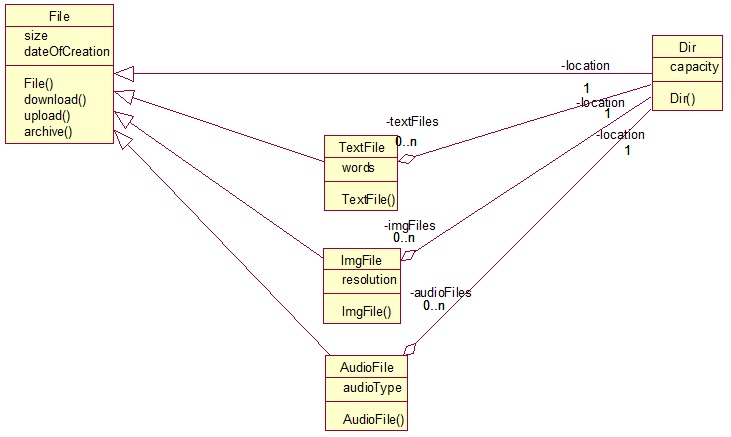 File
size
dateOfCreation
File()
download()
upload()
archive()
Dir
capacity
Dir()
-location
1
-location
1
-location
1
-textFiles
0..n
TextFile
words
TextFile()
-imgFiles
0..n
ImgFile
resolution
ImgFile()
-audioFiles
0..n
AudioFile
audioType
AudioFile()